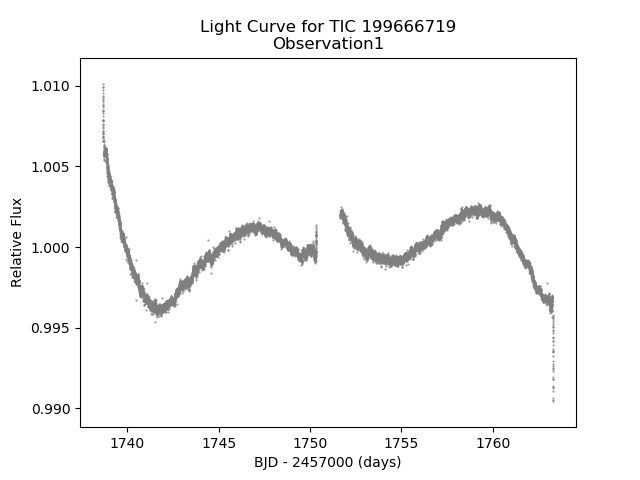 Light Curve for TIC 199666719
Observation1
1.010
1.005
1.000
0.995
0.990
Relative Flux
1740
1745
1750
1755
1760
BJD - 2457000 (days)